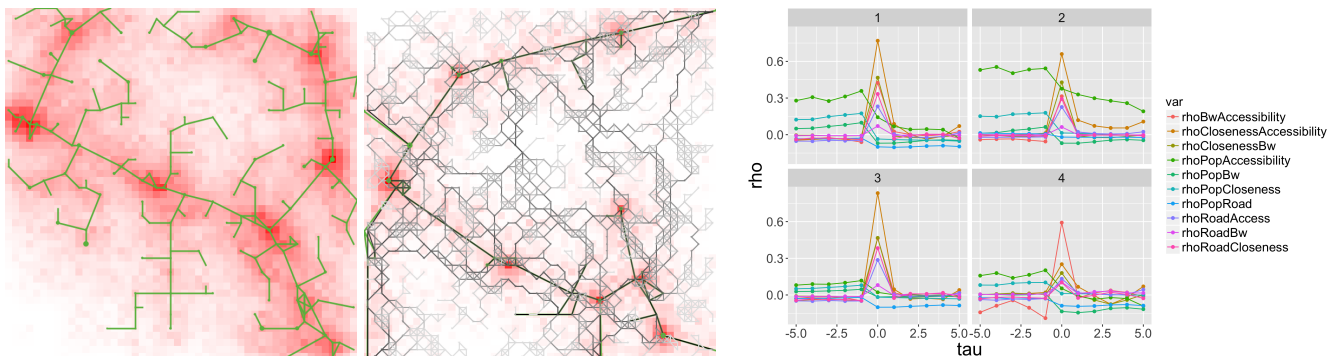 1
2
0.6
0.3
0.0
3
4
0.6
0.3
0.0
rho
-5.0 -2.5 0.0 2.5 5.0 -5.0 -2.5 0.0 2.5 5.0
tau
var
rhoBwAccessibility
rhoClosenessAccessibility
rhoClosenessBw
rhoPopAccessibility
rhoPopBw
rhoPopCloseness
rhoPopRoad
rhoRoadAccess
rhoRoadBw
rhoRoadCloseness